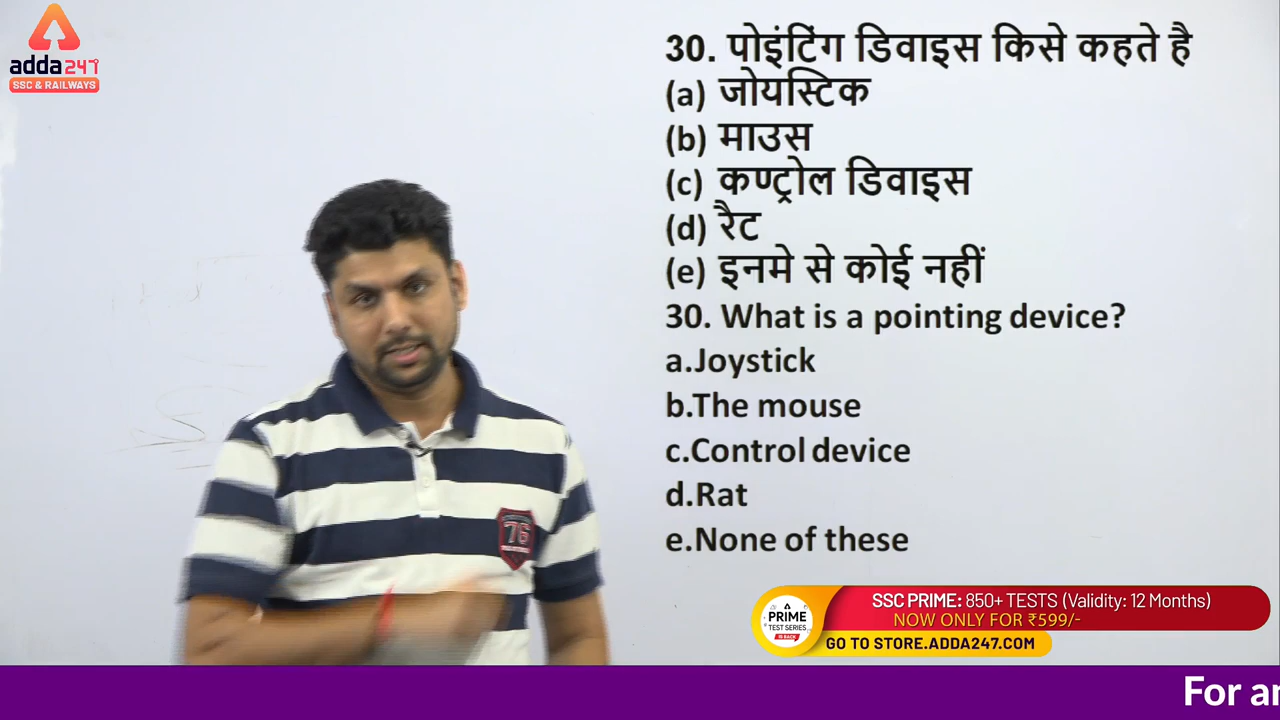 adda247
SSC & RAILWAYS
30. पोइंटिंग डिवाइस किसे कहते है
(a) जोयस्टिक
(b) माउस
(c) कण्ट्रोल डिवाइस
(d) रैट
(e) इनमे से कोई नहीं
30. What is a pointing device?
a.Joystick
b.The mouse
c.Control device
d.Rat
e.None of these
76
PRIME
TEST SERIES
SSC PRIME: 850+ TESTS (Validity: 12 Months)
NOW ONLY FOR ₹599/-
GO TO STORE.ADDA247.COM